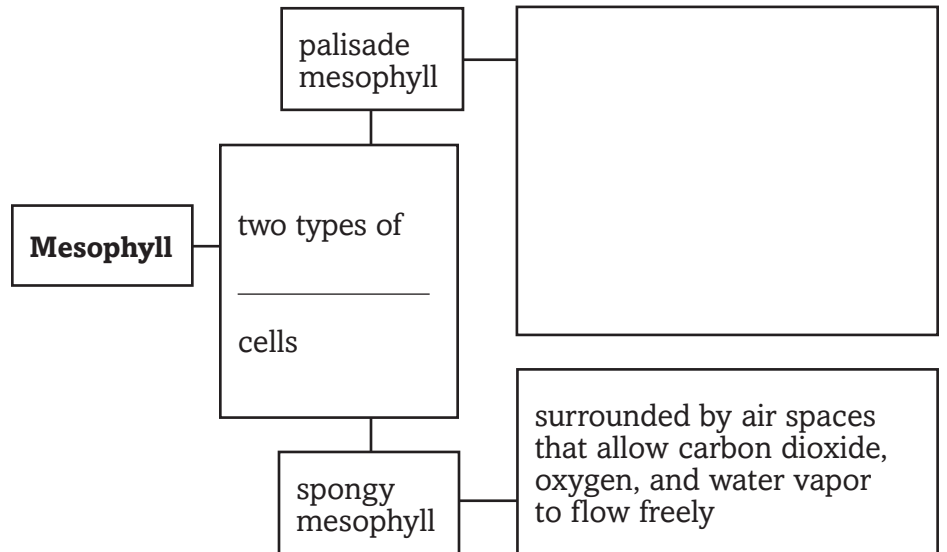 palisade
mesophyll
Mesophyll
two types of
cells
spongy
mesophyll
surrounded by air spaces
that allow carbon dioxide,
oxygen, and water vapor
to flow freely